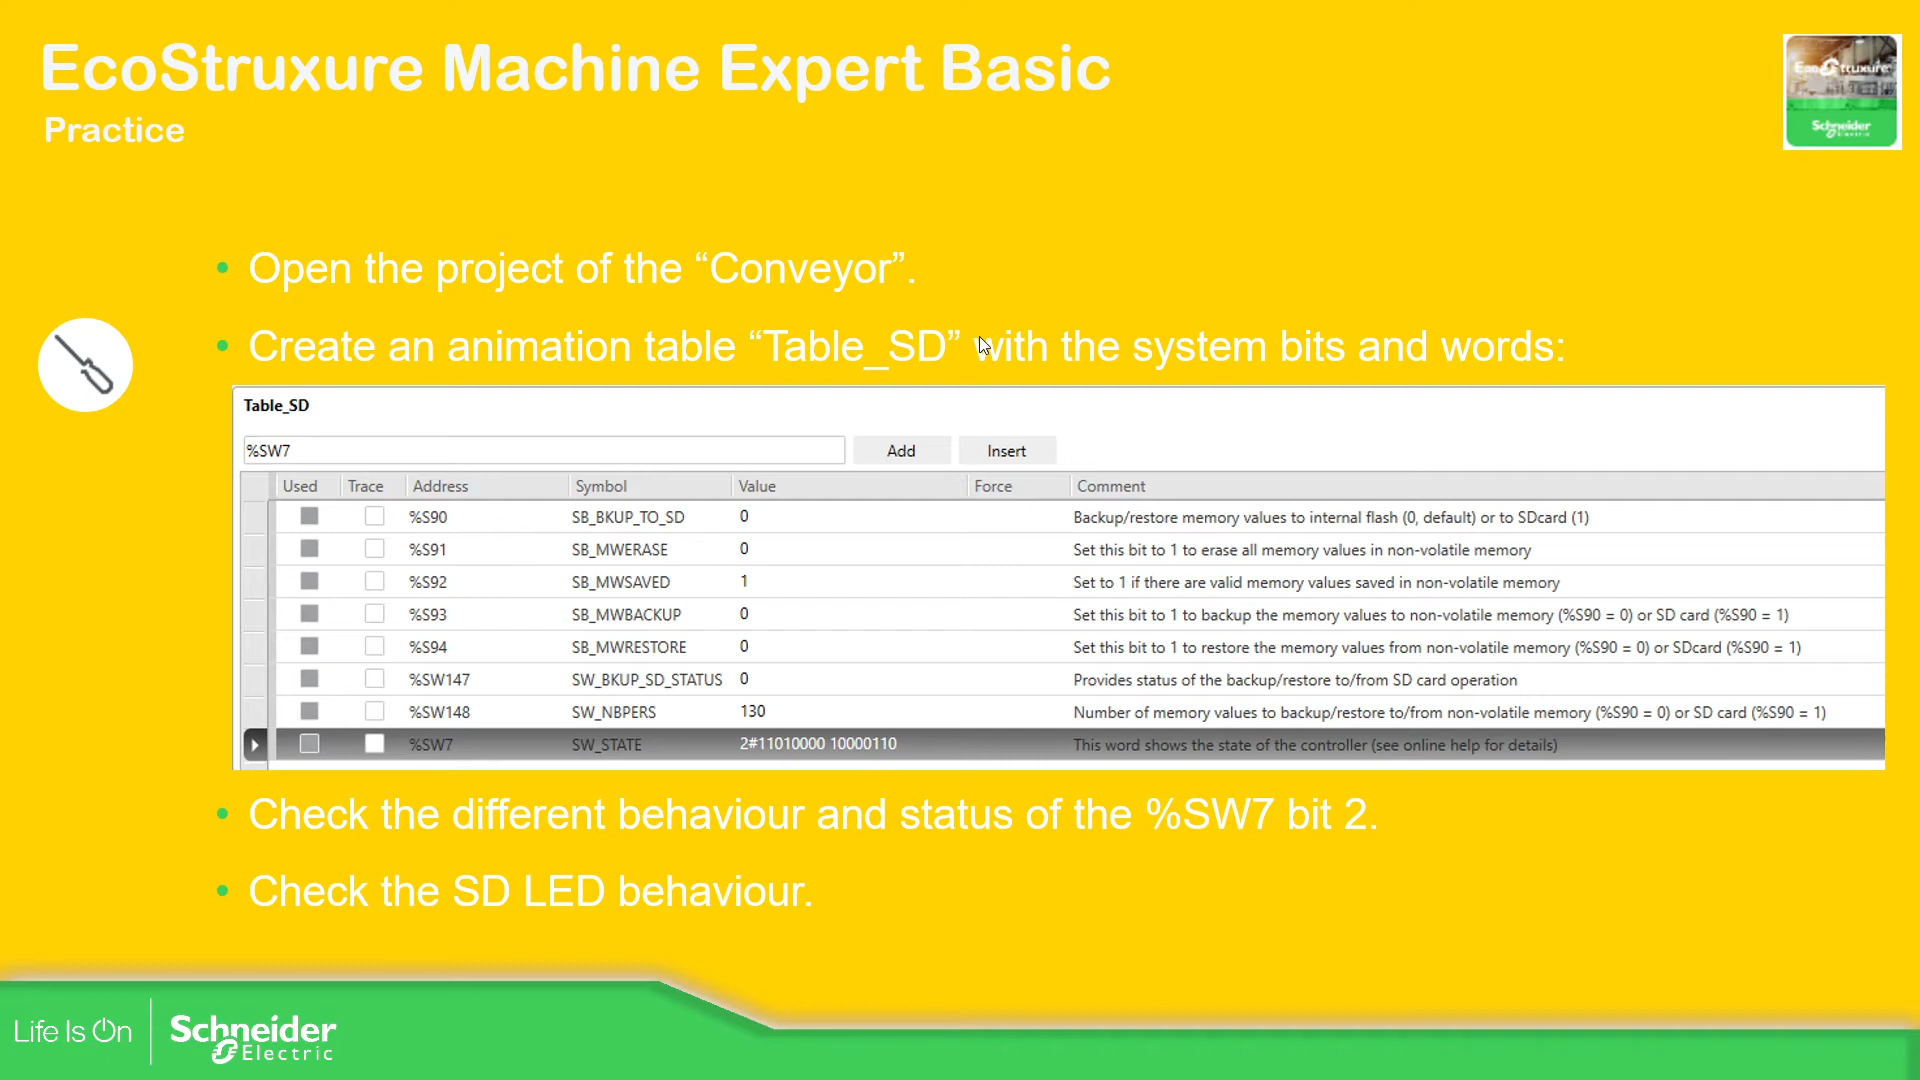 EcoStruxure Machine Expert Basic
Practice
EcoStruxure
Schneider
Electric
• Open the project of the “Conveyor”.
• Create an animation table “Table_SD” with the system bits and words:
Table_SD
%SW7 Add Insert
Used Trace Address Symbol Value Force Comment
%S90 SB_BKUP_TO_SD 0 Backup/restore memory values to internal flash (0, default) or to SDcard (1)
%S91 SB_MWERASE 0 Set this bit to 1 to erase all memory values in non-volatile memory
%S92 SB_MWSAVED 1 Set to 1 if there are valid memory values saved in non-volatile memory
%S93 SB_MWBACKUP 0 Set this bit to 1 to backup the memory values to non-volatile memory (%S90 = 0) or SD card (%S90 = 1)
%S94 SB_MWRESTORE 0 Set this bit to 1 to restore the memory values from non-volatile memory (%S90 = 0) or SDcard (%S90 = 1)
%SW147 SW_BKUP_SD_STATUS 0 Provides status of the backup/restore to/from SD card operation
%SW148 SW_NBPERS 130 Number of memory values to backup/restore to/from non-volatile memory (%S90 = 0) or SD card (%S90 = 1)
%SW7 SW_STATE 2#11010000 10000110 This word shows the state of the controller (see online help for details)
• Check the different behaviour and status of the %SW7 bit 2.
• Check the SD LED behaviour.
Life Is On
Schneider
Electric